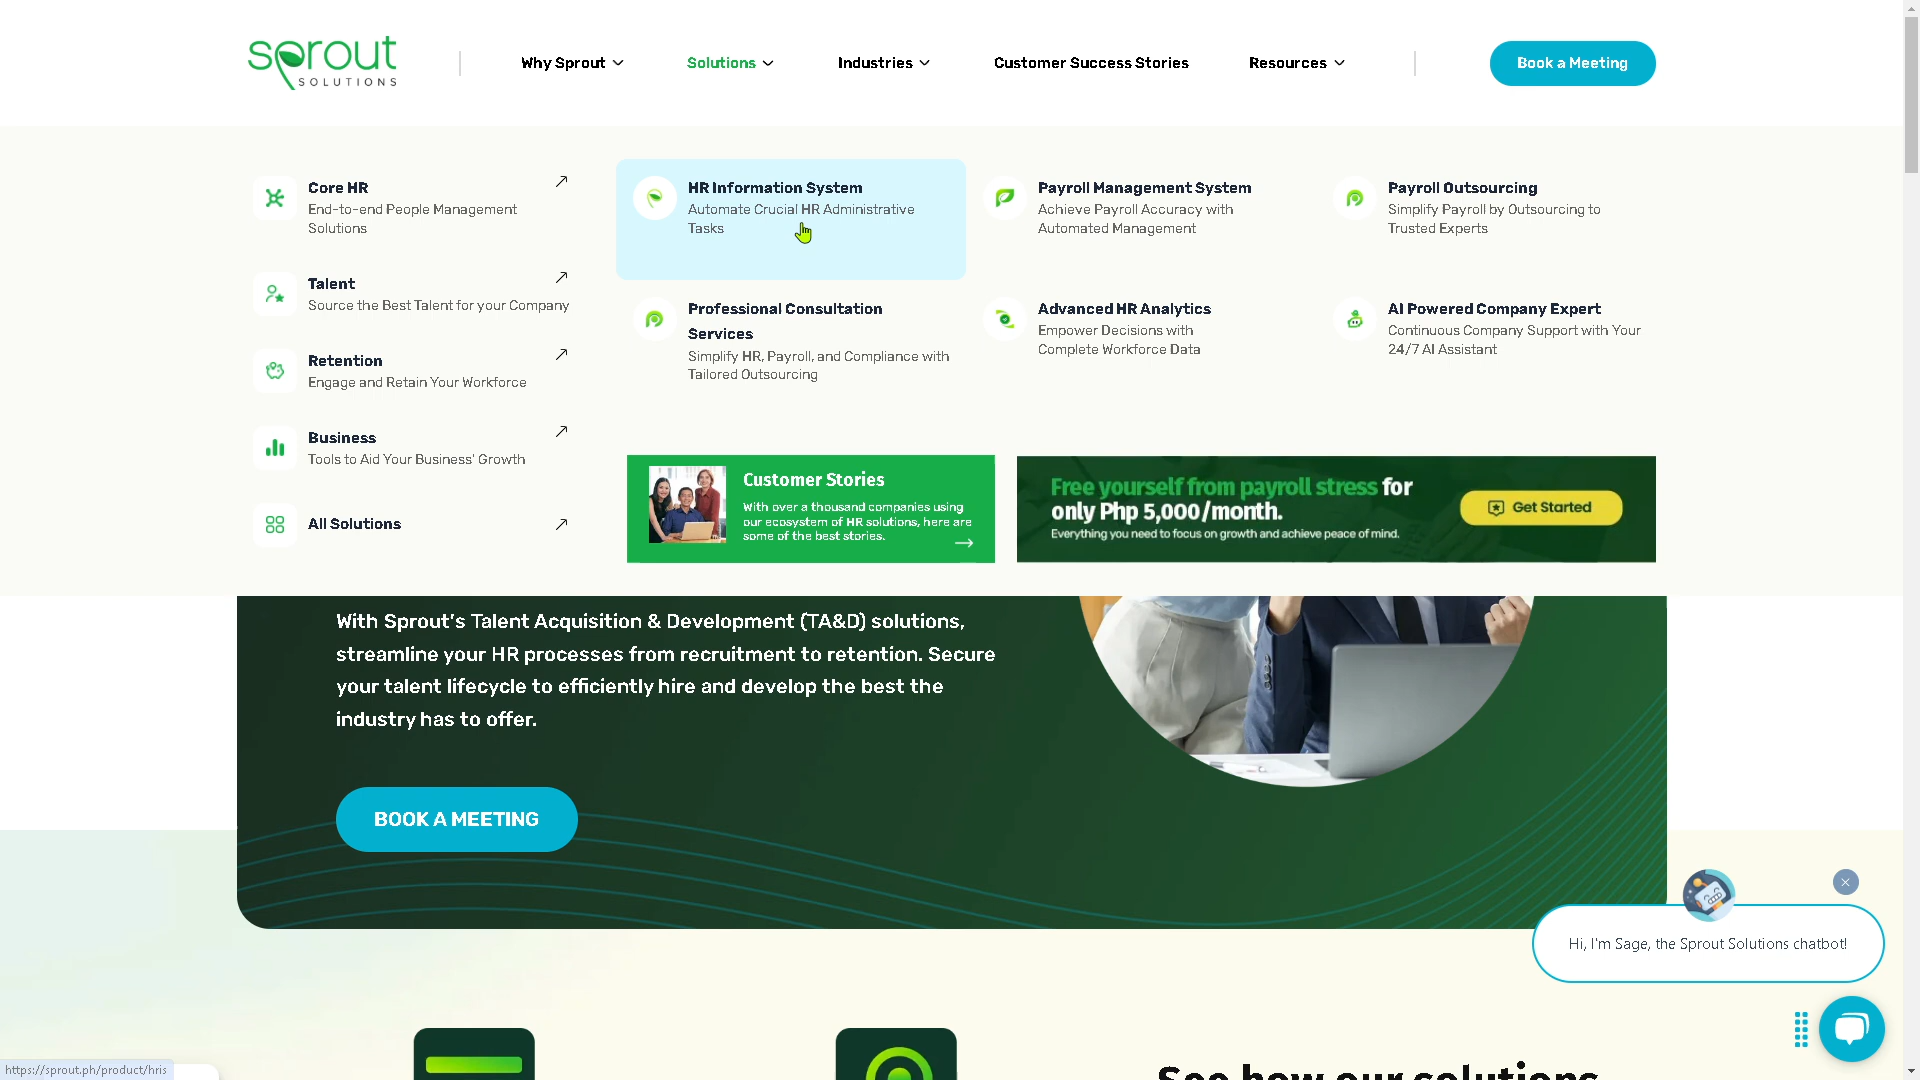 sprout
SOLUTIONS
Why Sprout
Solutions
Industries
Customer Success Stories
Resources
Book a Meeting
Core HR
End-to-end People Management
Solutions
Talent
Source the Best Talent for your Company
Retention
Engage and Retain Your Workforce
Business
Tools to Aid Your Business' Growth
All Solutions
HR Information System
Automate Crucial HR Administrative
Tasks
Payroll Management System
Achieve Payroll Accuracy with
Automated Management
Payroll Outsourcing
Simplify Payroll by Outsourcing to
Trusted Experts
Professional Consultation
Services
Simplify HR, Payroll, and Compliance with
Tailored Outsourcing
Advanced HR Analytics
Empower Decisions with
Complete Workforce Data
AI Powered Company Expert
Continuous Company Support with Your
24/7 AI Assistant
Customer Stories
With over a thousand companies using
our ecosystem of HR solutions, here are
some of the best stories.
Free yourself from payroll stress for
only Php 5,000/month.
Everything you need to focus on growth and achieve peace of mind.
Get Started
With Sprout’s Talent Acquisition & Development (TA&D) solutions,
streamline your HR processes from recruitment to retention. Secure
your talent lifecycle to efficiently hire and develop the best the
industry has to offer.
BOOK A MEETING
Hi, I'm Sage, the Sprout Solutions chatbot!
See how our solutions
https://sprout.ph/product/hris